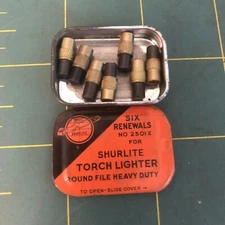 SIX
RENEWALS
NO 2501X
FOR
SHURLITE
TORCH LIGHTER
ROUND FILE HEAVY DUTY
TO OPEN-SLIDE COVER